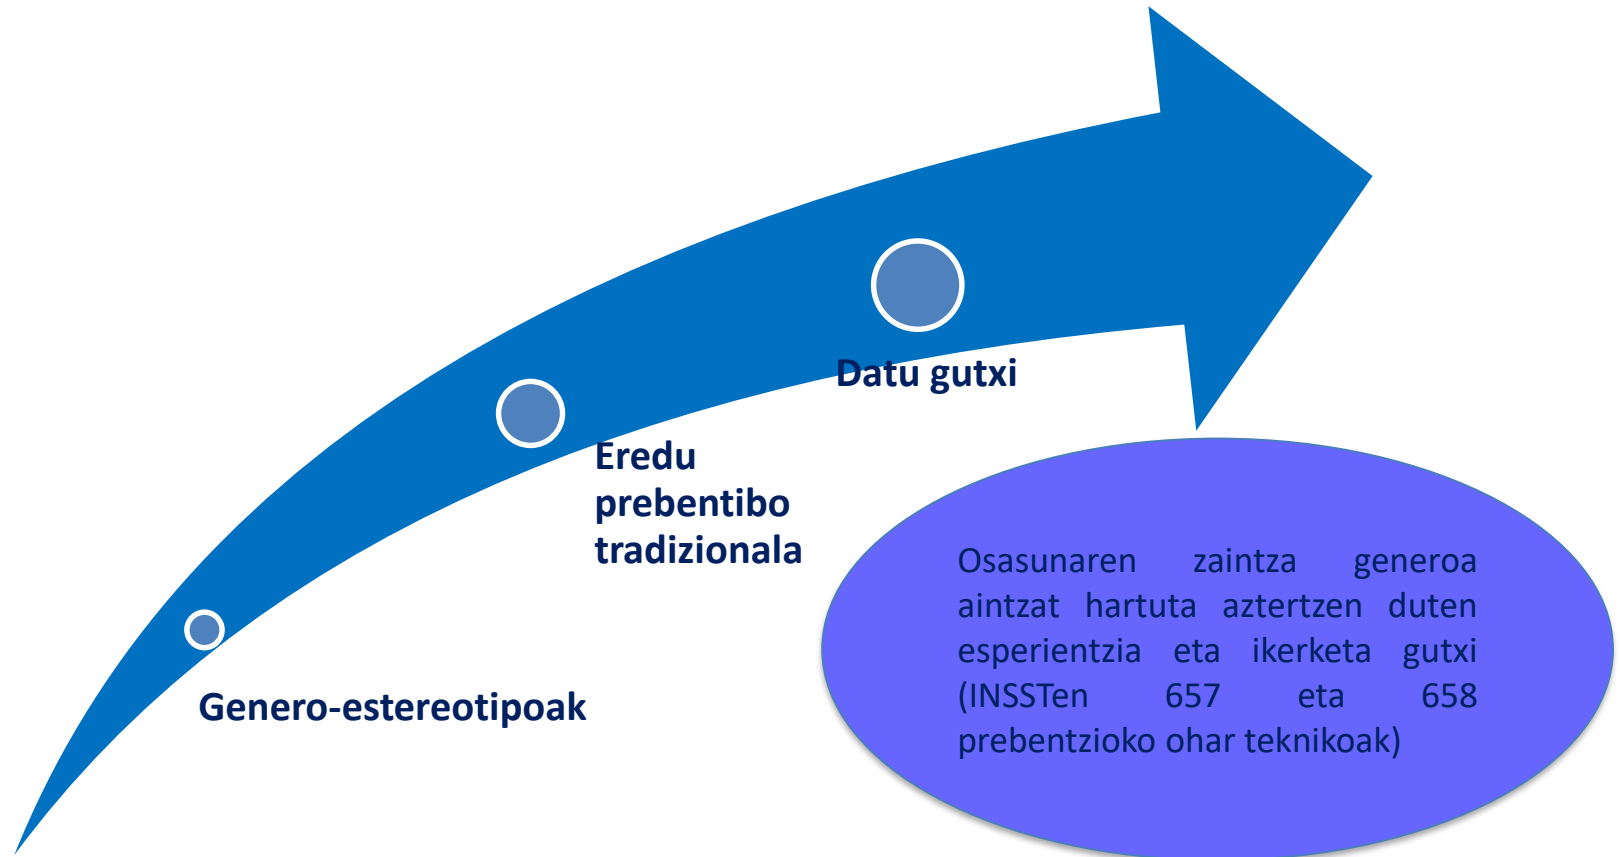 Datu gutxi
Eredu
prebentibo
tradizionala
Genero-estereotipoak
Osasunaren zaintza generoa
aintzat hartuta aztertzen duten
esperientzia eta ikerketa gutxi
(INSSTen 657 eta 658
prebentzioko ohar teknikoak)